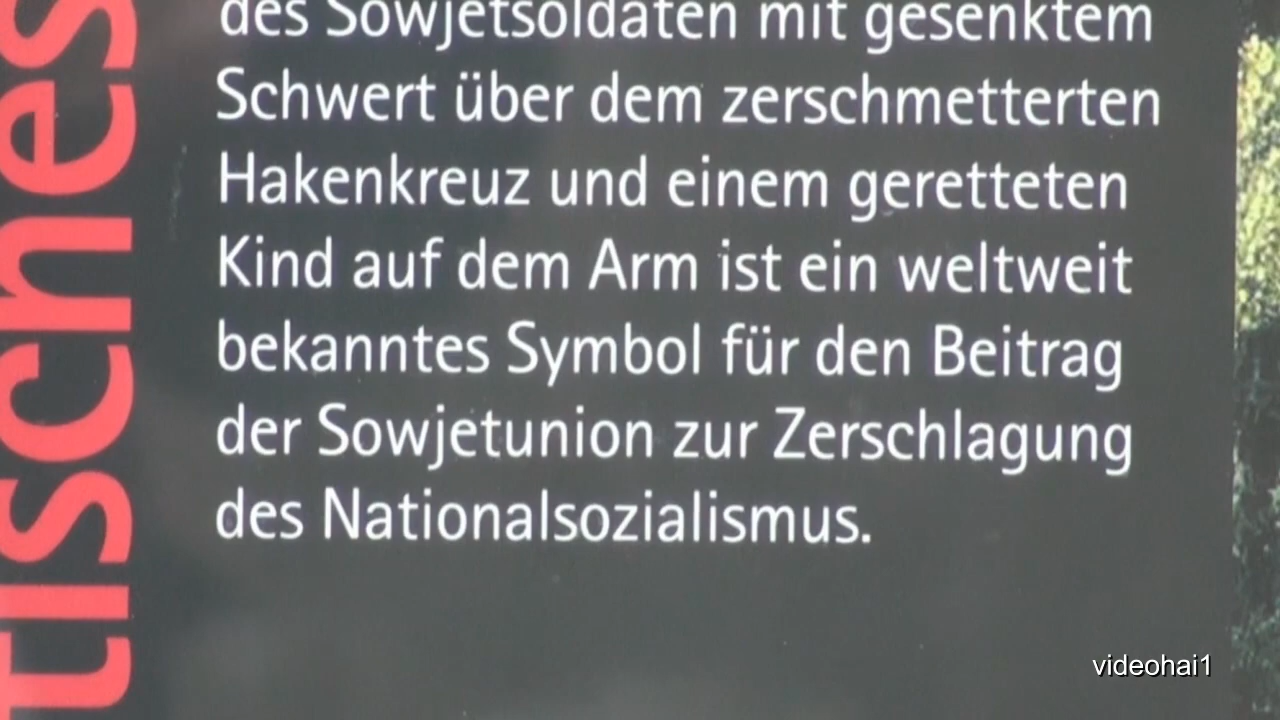 des Sowjetsoldaten mit gesenktem
Schwert über dem zerschmetterten
Hakenkreuz und einem geretteten
Kind auf dem Arm ist ein weltweit
bekanntes Symbol für den Beitrag
der Sowjetunion zur Zerschlagung
des Nationalsozialismus.
tisches
videohai1